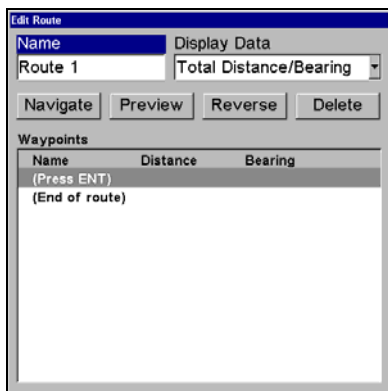 Edit Route
Name Display Data
Route 1 Total Distance/Bearing
Navigate Preview Reverse Delete
Waypoints
Name Distance Bearing
(Press ENT)
(End of route)